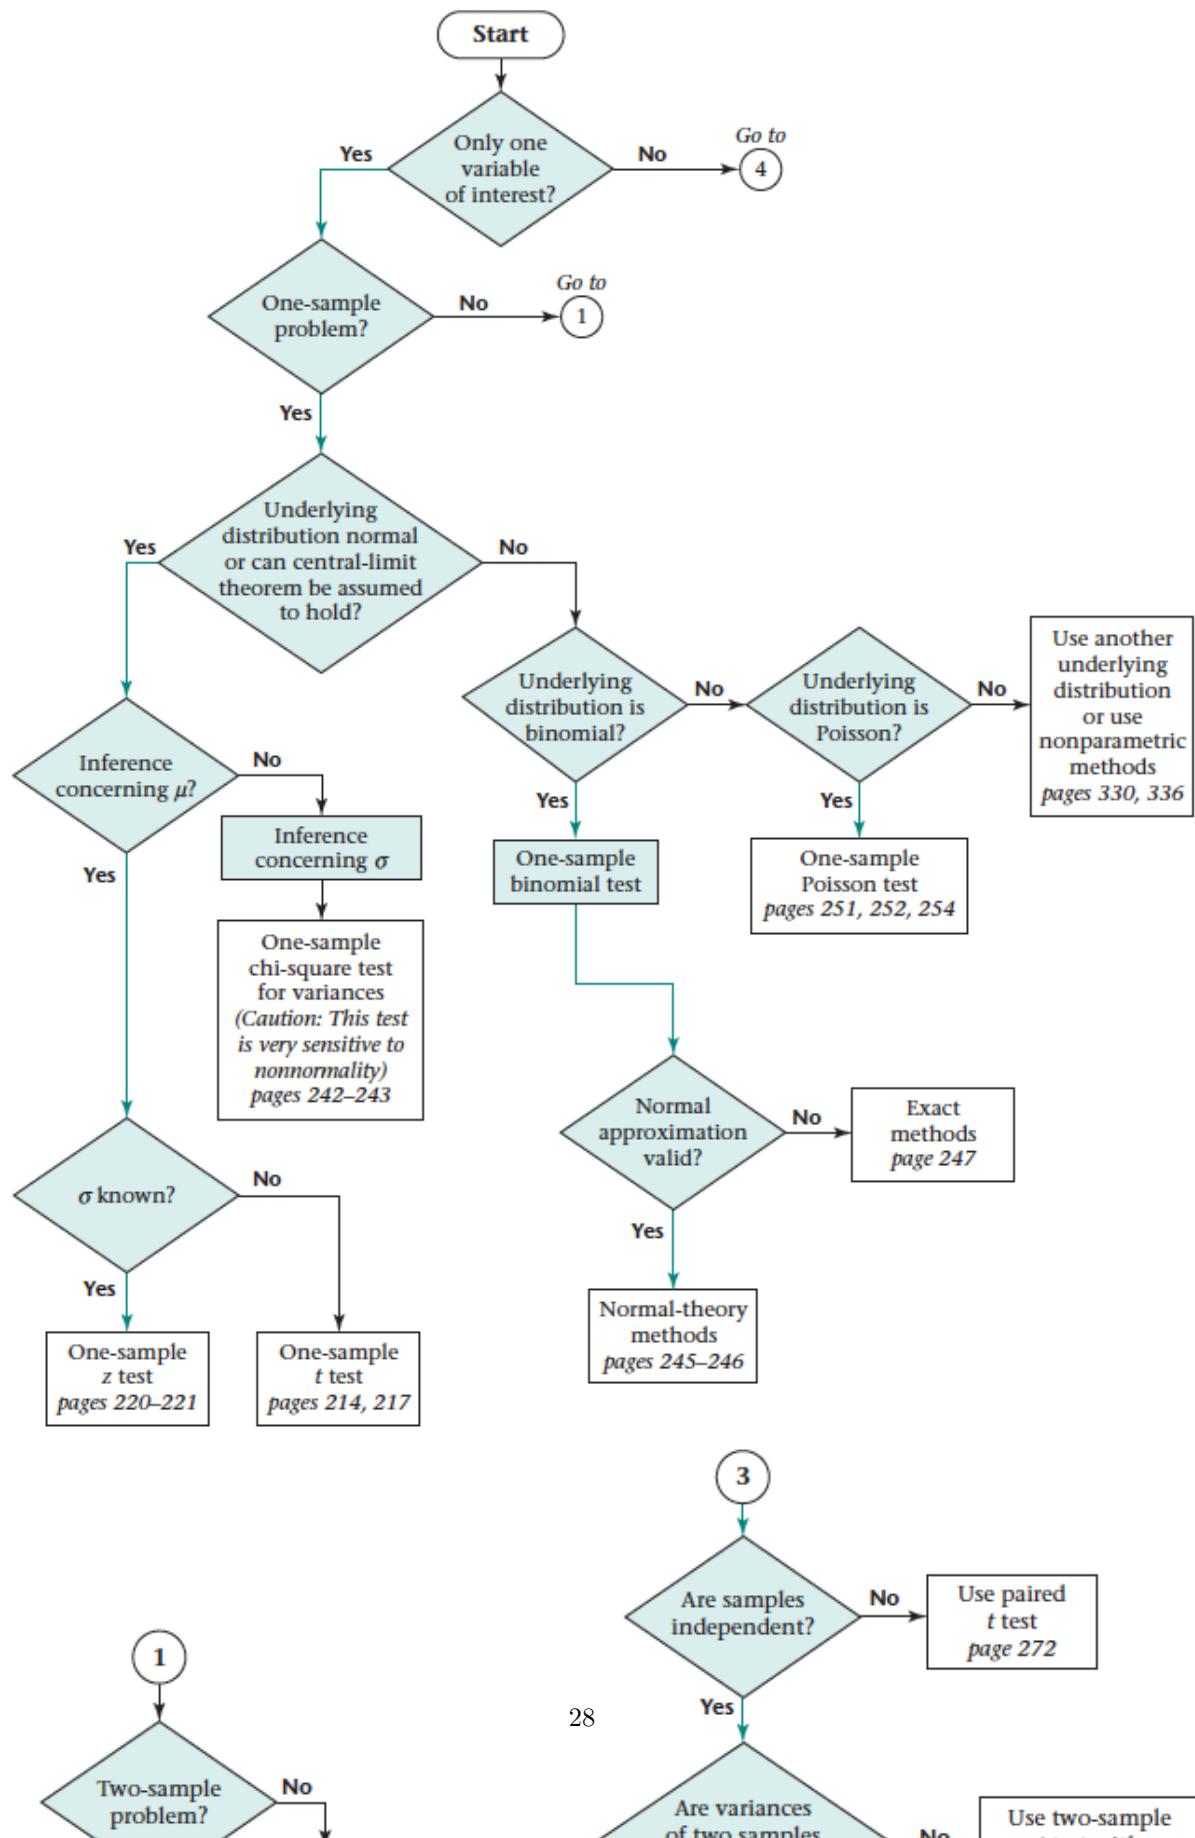 Start
Only one
variable
of interest?
Yes
No
Go to
4
One-sample
problem?
No
Go to
1
Yes
Underlying
distribution normal
or can central-limit
theorem be assumed
to hold?
Yes
No
Underlying
distribution is
binomial?
No
Underlying
distribution is
Poisson?
No
Use another
underlying
distribution
or use
nonparametric
methods
pages 330, 336
Inference
concerning μ?
No
Inference
concerning σ
Yes
One-sample
binomial test
Yes
One-sample
Poisson test
pages 251, 252, 254
Yes
One-sample
chi-square test
for variances
(Caution: This test
is very sensitive to
nonnormality)
pages 242–243
Normal
approximation
valid?
No
Exact
methods
page 247
σ known?
No
Yes
Normal-theory
methods
pages 245–246
Yes
One-sample
z test
pages 220–221
One-sample
t test
pages 214, 217
3
Are samples
independent?
No
Use paired
t test
page 272
Yes
1
28
Two-sample
problem?
No
Are variances
of two samples
No
Use two-sample